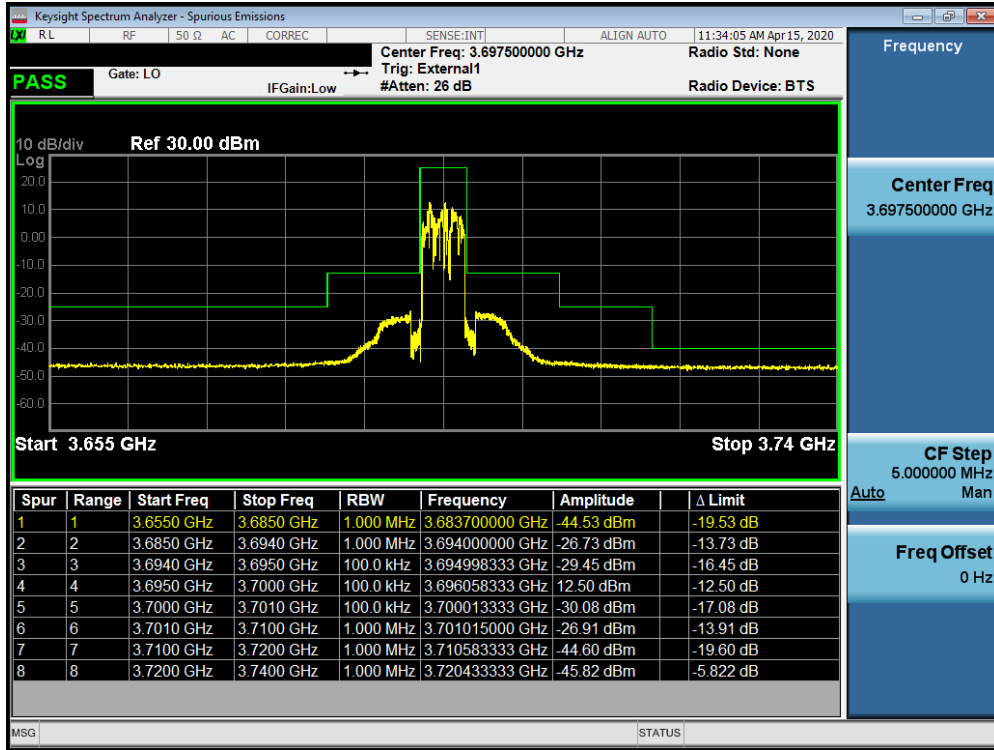 Keysight Spectrum Analyzer - Spurious Emissions
LXI RL RF 50 Ω AC CORREC SENSE:INT ALIGN AUTO 11:34:05 AM Apr 15, 2020
Center Freq: 3.697500000 GHz Radio Std: None
Gate: LO Trig: External1
PASS IFGain:Low #Atten: 26 dB Radio Device: BTS
Frequency
10 dB/div Ref 30.00 dBm
Log
20.0
10.0
0.00
-10.0
-20.0
-30.0
-40.0
-50.0
-60.0
Start 3.655 GHz Stop 3.74 GHz
Center Freq
3.697500000 GHz
CF Step
5.000000 MHz
Auto Man
Freq Offset
0 Hz
Spur Range Start Freq Stop Freq RBW Frequency Amplitude Δ Limit
1 1 3.6550 GHz 3.6850 GHz 1.000 MHz 3.683700000 GHz -44.53 dBm -19.53 dB
2 2 3.6850 GHz 3.6940 GHz 1.000 MHz 3.694000000 GHz -26.73 dBm -13.73 dB
3 3 3.6940 GHz 3.6950 GHz 100.0 kHz 3.694998333 GHz -29.45 dBm -16.45 dB
4 4 3.6950 GHz 3.7000 GHz 100.0 kHz 3.696058333 GHz 12.50 dBm -12.50 dB
5 5 3.7000 GHz 3.7010 GHz 100.0 kHz 3.700013333 GHz -30.08 dBm -17.08 dB
6 6 3.7010 GHz 3.7100 GHz 1.000 MHz 3.701015000 GHz -26.91 dBm -13.91 dB
7 7 3.7100 GHz 3.7200 GHz 1.000 MHz 3.710583333 GHz -44.60 dBm -19.60 dB
8 8 3.7200 GHz 3.7400 GHz 1.000 MHz 3.720433333 GHz -45.82 dBm -5.822 dB
MSG STATUS